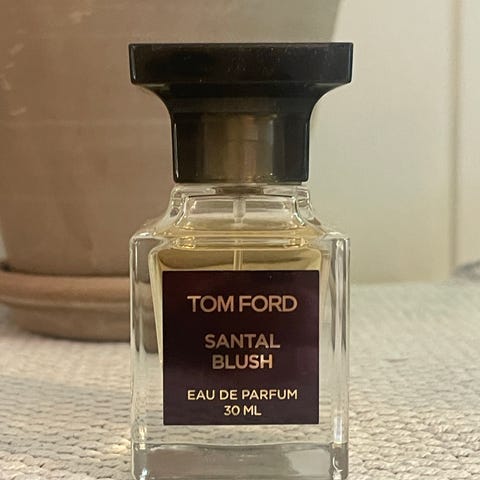 TOM FORD
SANTAL
BLUSH
EAU DE PARFUM
30 ML